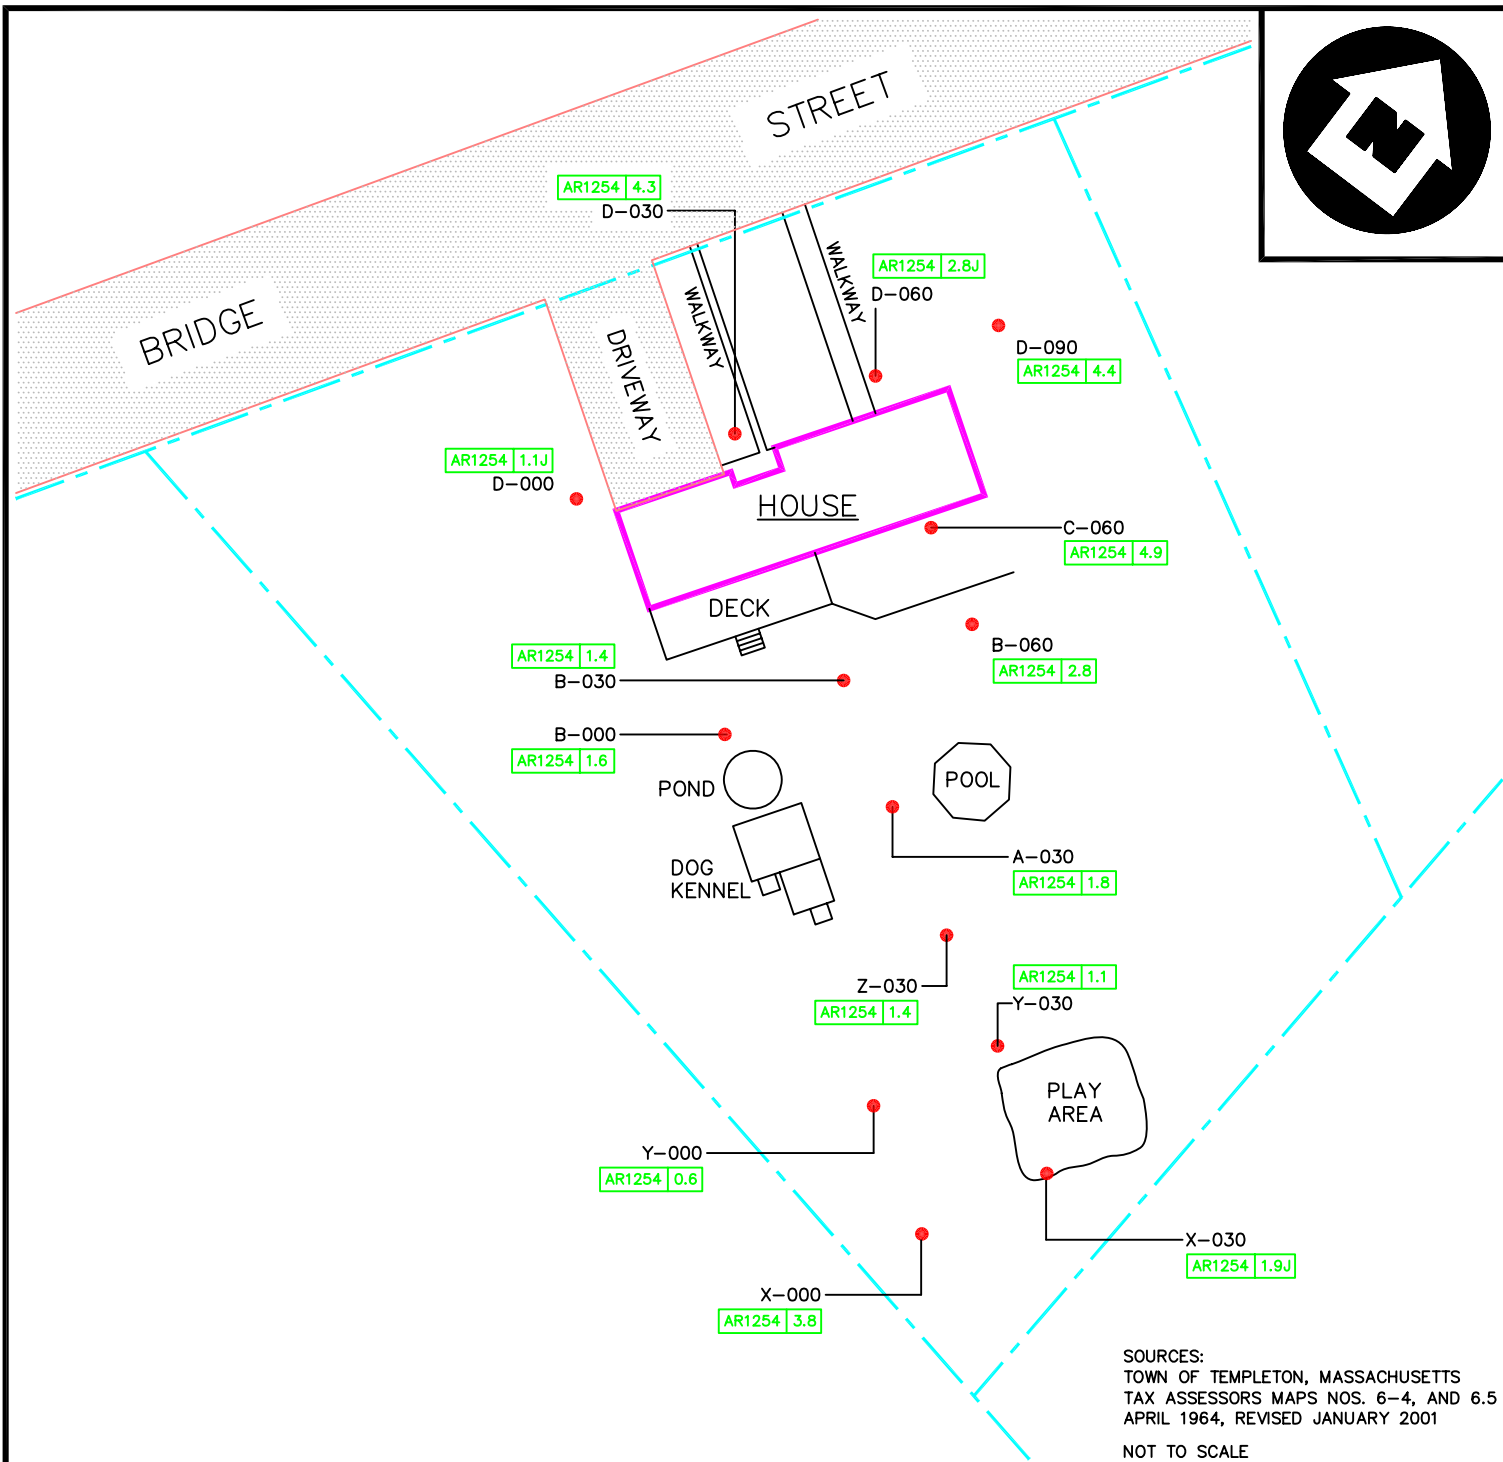 STREET
N
AR1254 4.3
D-030
WALKWAY
AR1254 2.8J
D-060
BRIDGE
WALKWAY
DRIVEWAY
D-090
AR1254 4.4
AR1254 1.1J
D-000
HOUSE
C-060
AR1254 4.9
DECK
AR1254 1.4
B-030
B-060
AR1254 2.8
B-000
AR1254 1.6
POND
POOL
DOG
KENNEL
A-030
AR1254 1.8
Z-030
AR1254 1.4
AR1254 1.1
Y-030
PLAY
AREA
Y-000
AR1254 0.6
X-030
AR1254 1.9J
X-000
AR1254 3.8
SOURCES:
TOWN OF TEMPLETON, MASSACHUSETTS
TAX ASSESSORS MAPS NOS. 6-4, AND 6.5
APRIL 1964, REVISED JANUARY 2001
NOT TO SCALE